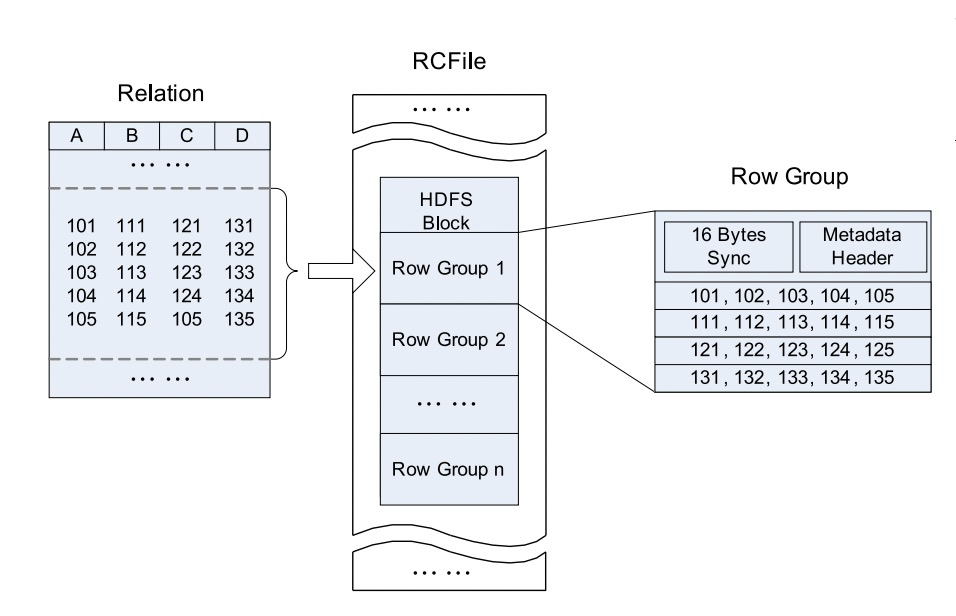 RCFile
Relation
A B C D
... ...
101 111 121 131
102 112 122 132
103 113 123 133
104 114 124 134
105 115 105 135
... ...
... ...
HDFS
Block
Row Group 1
Row Group 2
... ...
Row Group n
... ...
Row Group
16 Bytes
Sync
Metadata
Header
101, 102, 103, 104, 105
111, 112, 113, 114, 115
121, 122, 123, 124, 125
131, 132, 133, 134, 135